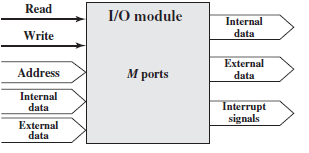 Read
Write
Address
Internal
data
External
data
I/O module
M ports
Internal
data
External
data
Interrupt
signals